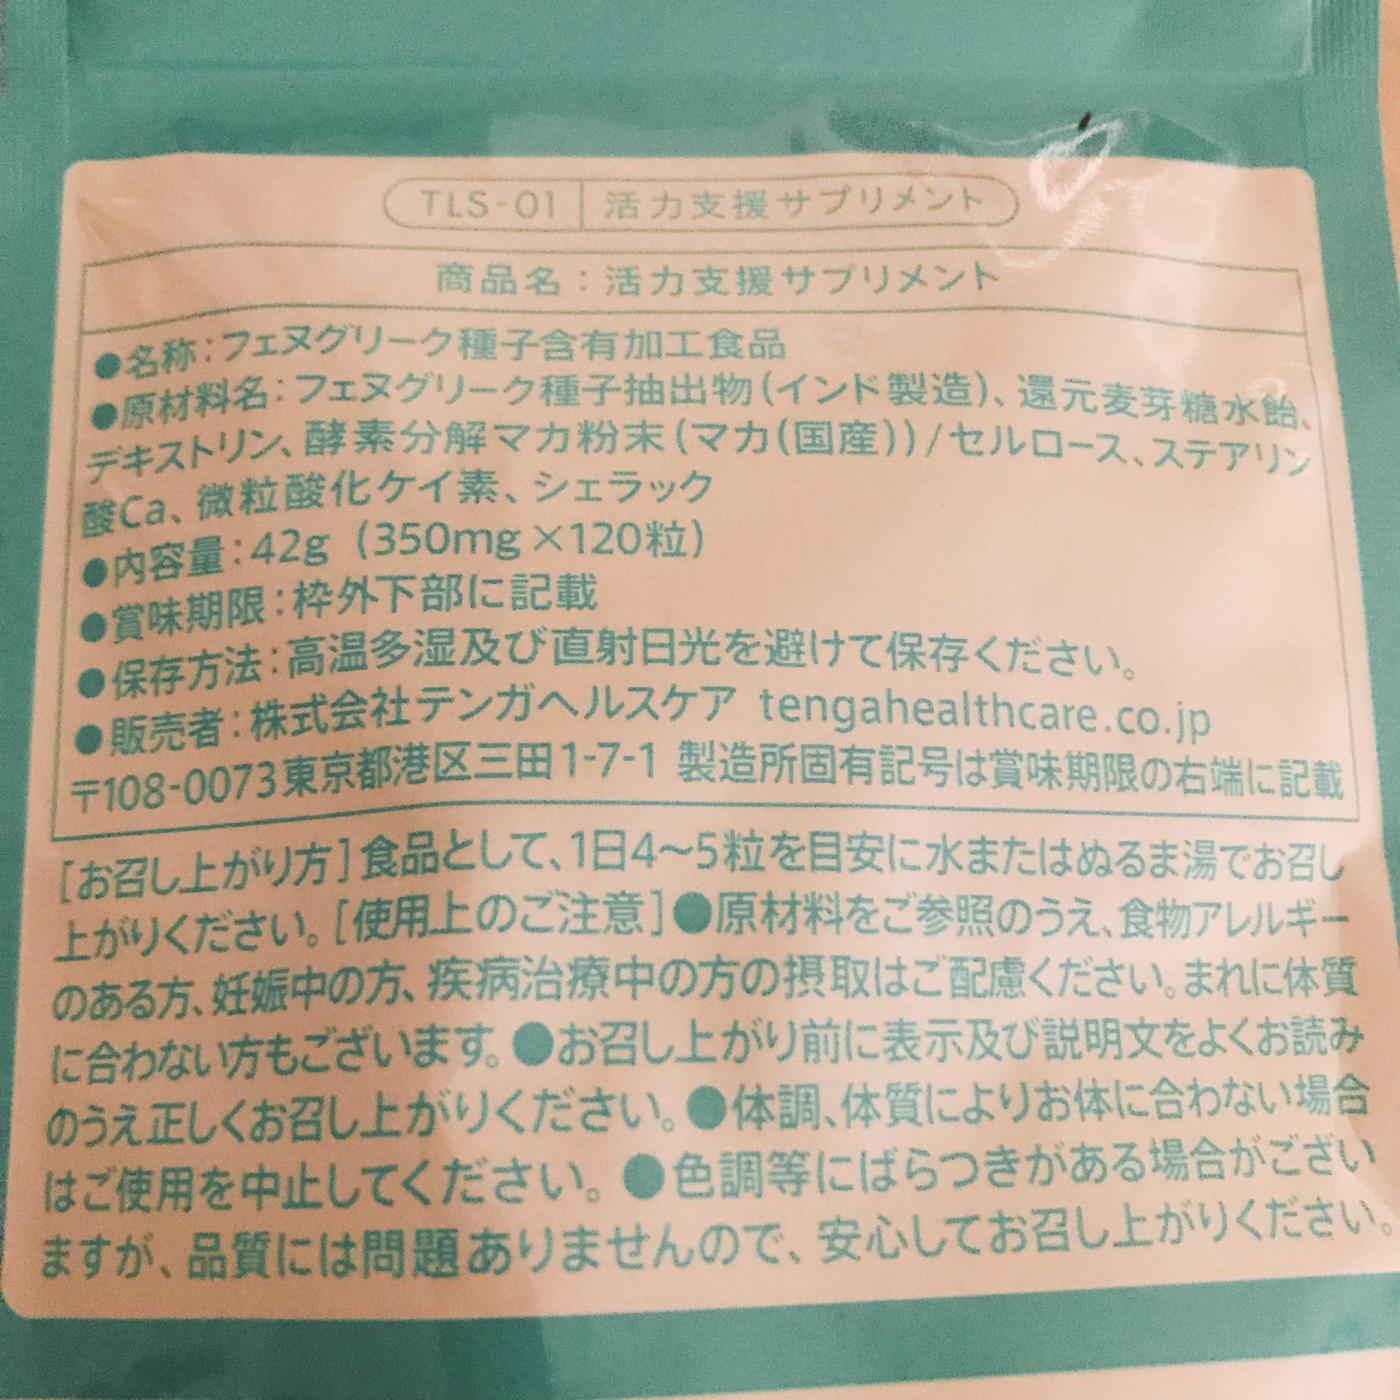 TLS-01 活力支援サプリメント
商品名：活力支援サプリメント
●名称：フェヌグリーク種子含有加工食品
●原材料名：フェヌグリーク種子抽出物(インド製造)、還元麦芽糖水飴、
デキストリン、酵素分解マカ粉末(マカ(国産))/セルロース、ステアリン
酸Ca、微粒酸化ケイ素、シェラック
●内容量：42g（350mg×120粒）
●賞味期限：枠外下部に記載
●保存方法：高温多湿及び直射日光を避けて保存ください。
●販売者：株式会社テンガヘルスケア tengahealthcare.co.jp
〒108-0073東京都港区三田1-7-1 製造所固有記号は賞味期限の右端に記載
[お召し上がり方]食品として、1日4〜5粒を目安に水またはぬるま湯でお召し
上がりください。[使用上のご注意]●原材料をご参照のうえ、食物アレルギー
のある方、妊娠中の方、疾病治療中の方の摂取はご配慮ください。まれに体質
に合わない方もございます。●お召し上がり前に表示及び説明文をよくお読み
のうえ正しくお召し上がりください。●体調、体質によりお体に合わない場合
はご使用を中止してください。●色調等にばらつきがある場合がござい
ますが、品質には問題ありませんので、安心してお召し上がりください。